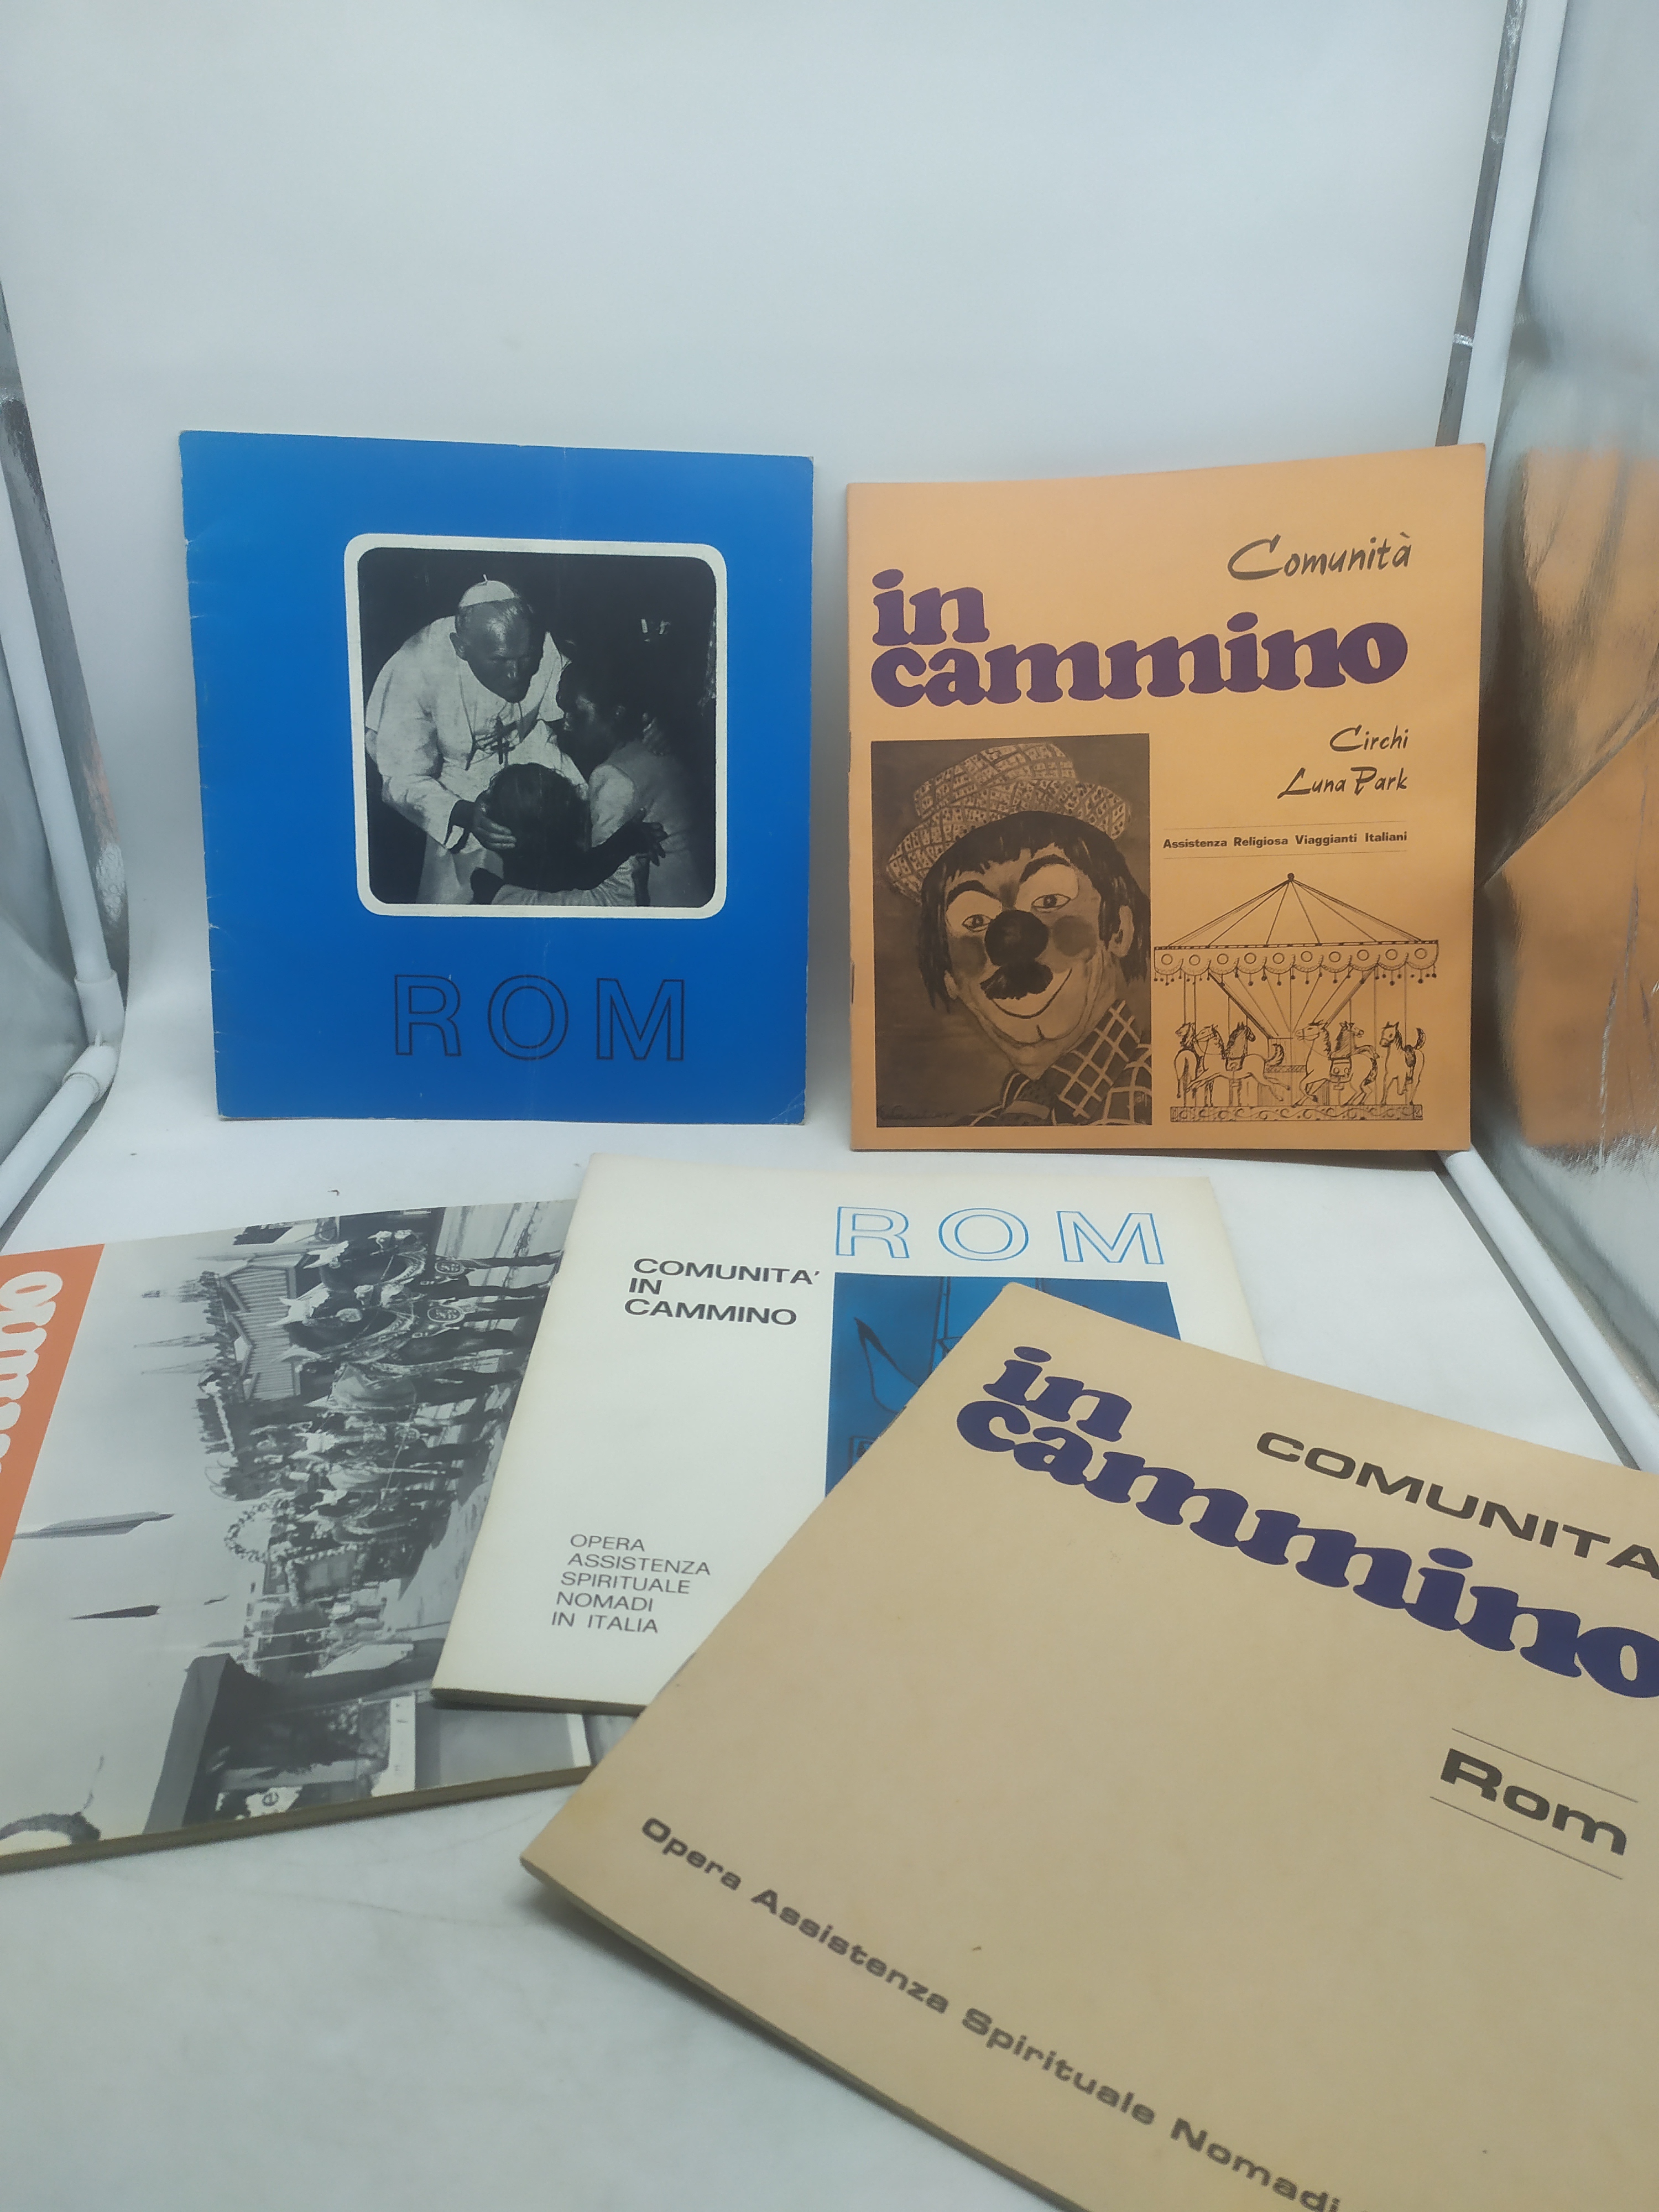 ROM
Comunità
in
cammino
Circhi
Luna Park
Assistenza Religiosa Viaggianti Italiani
ROM
COMUNITA'
IN
CAMMINO
OPERA
ASSISTENZA
SPIRITUALE
NOMADI
IN ITALIA
COMUNITA
in
cammino
Rom
Opera Assistenza Spirituale Nomadi